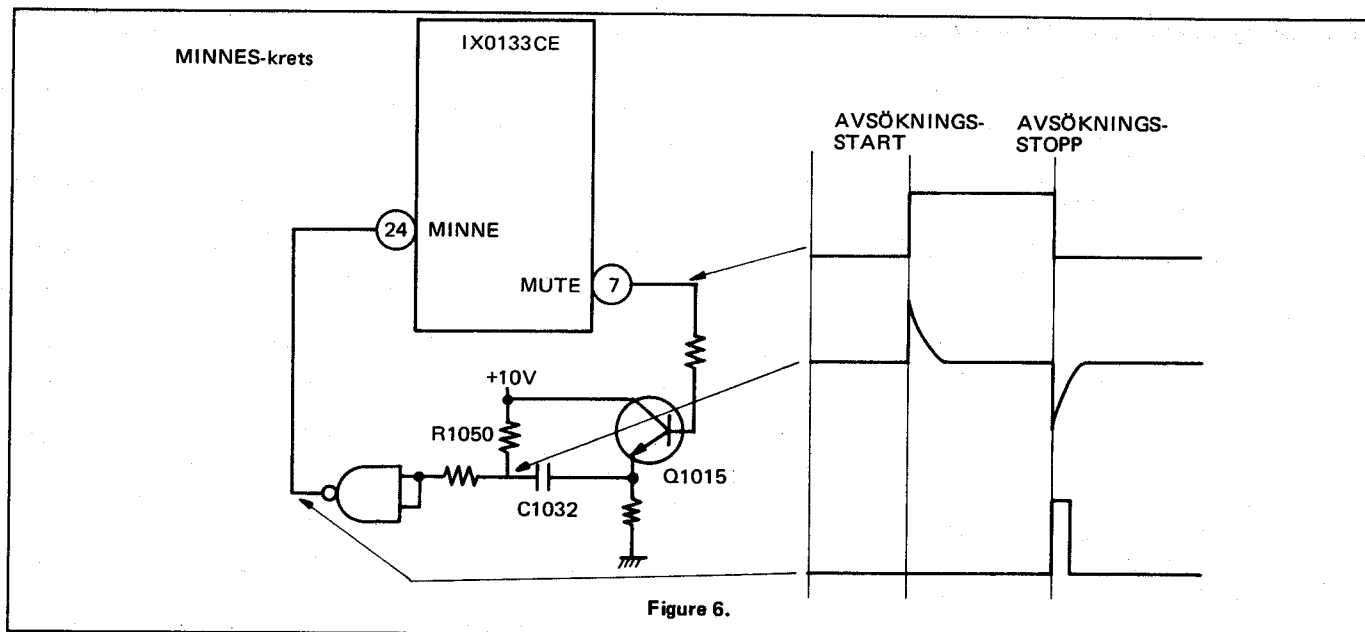 MINNES-krets
IX0133CE
AVSÖKNINGS-
START
AVSÖKNINGS-
STOPP
24
MINNE
MUTE
7
+10V
R1050
Q1015
C1032
Figure 6.